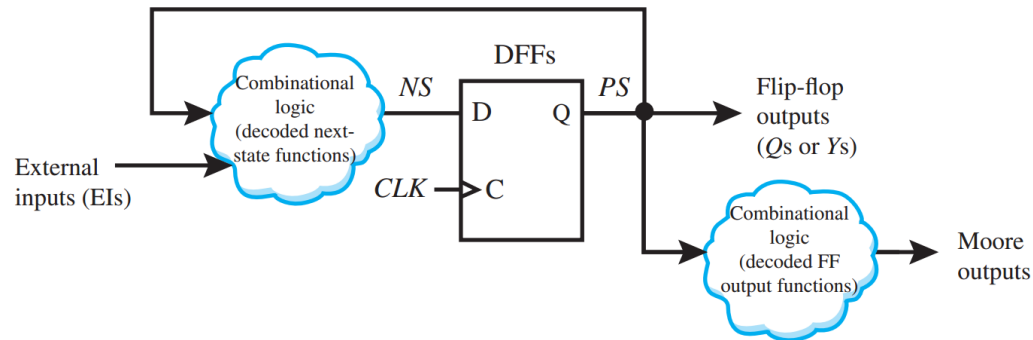 DFFs
Combinational
logic
(decoded next-
state functions)
NS
PS
D
Q
Flip-flop
outputs
(Qs or Ys)
External
inputs (EIs)
CLK
C
Combinational
logic
(decoded FF
output functions)
Moore
outputs